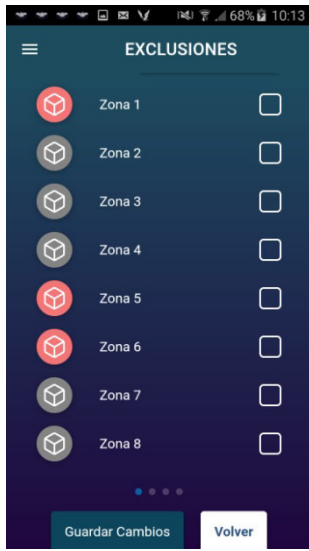 68% 10:13
EXCLUSIONES
Zona 1
Zona 2
Zona 3
Zona 4
Zona 5
Zona 6
Zona 7
Zona 8
Guardar Cambios Volver